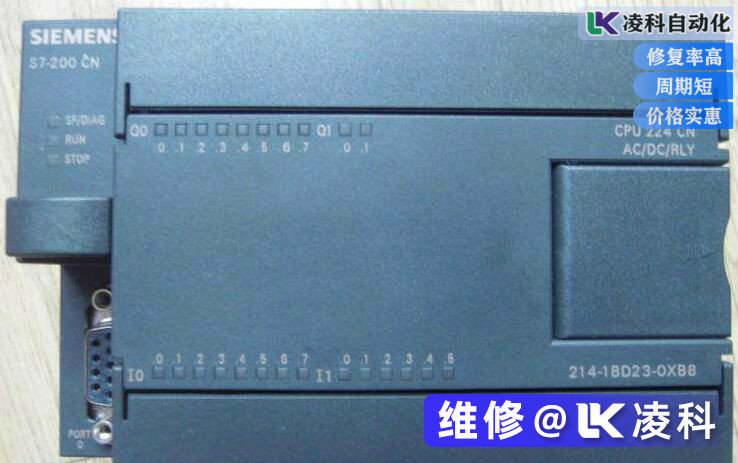 SIEMENS
S7-200 CN
SF/DIAG
RUN
STOP
Q0 .0 .1 .2 .3 .4 .5 .6 .7 Q1 .0 .1
CPU 224 CN
AC/DC/RLY
LK 凌科自动化
修复率高
周期短
价格实惠
I0 .0 .1 .2 .3 .4 .5 .6 .7 I1 .0 .1 .2 .3 .4 .5
214-1BD23-0XB8
PORT
0
维修@LK凌科